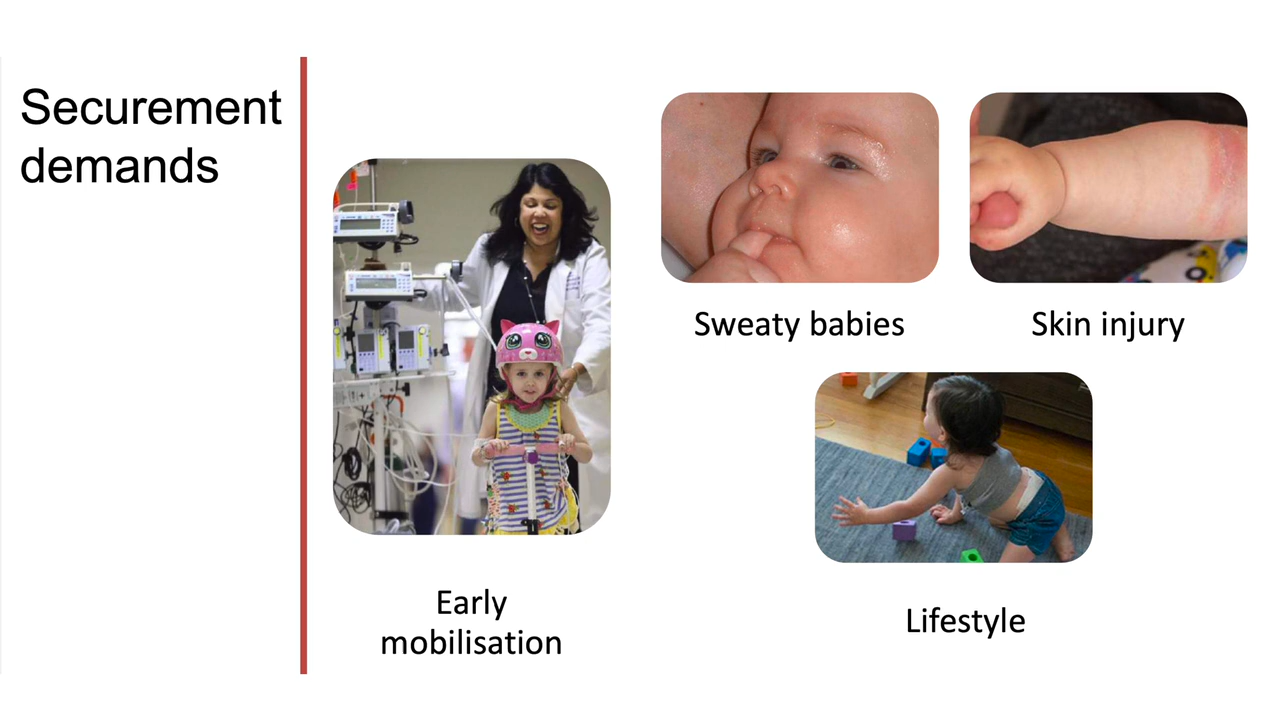 Securement
demands
Sweaty babies
Skin injury
Early
mobilisation
Lifestyle